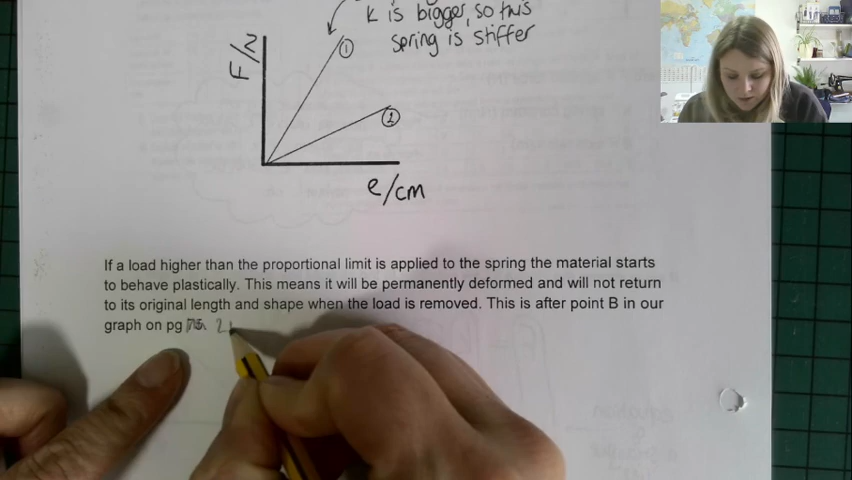 K is bigger, so this
spring is stiffer
F/N
①
②
e/cm
If a load higher than the proportional limit is applied to the spring the material starts
to behave plastically. This means it will be permanently deformed and will not return
to its original length and shape when the load is removed. This is after point B in our
graph on pg